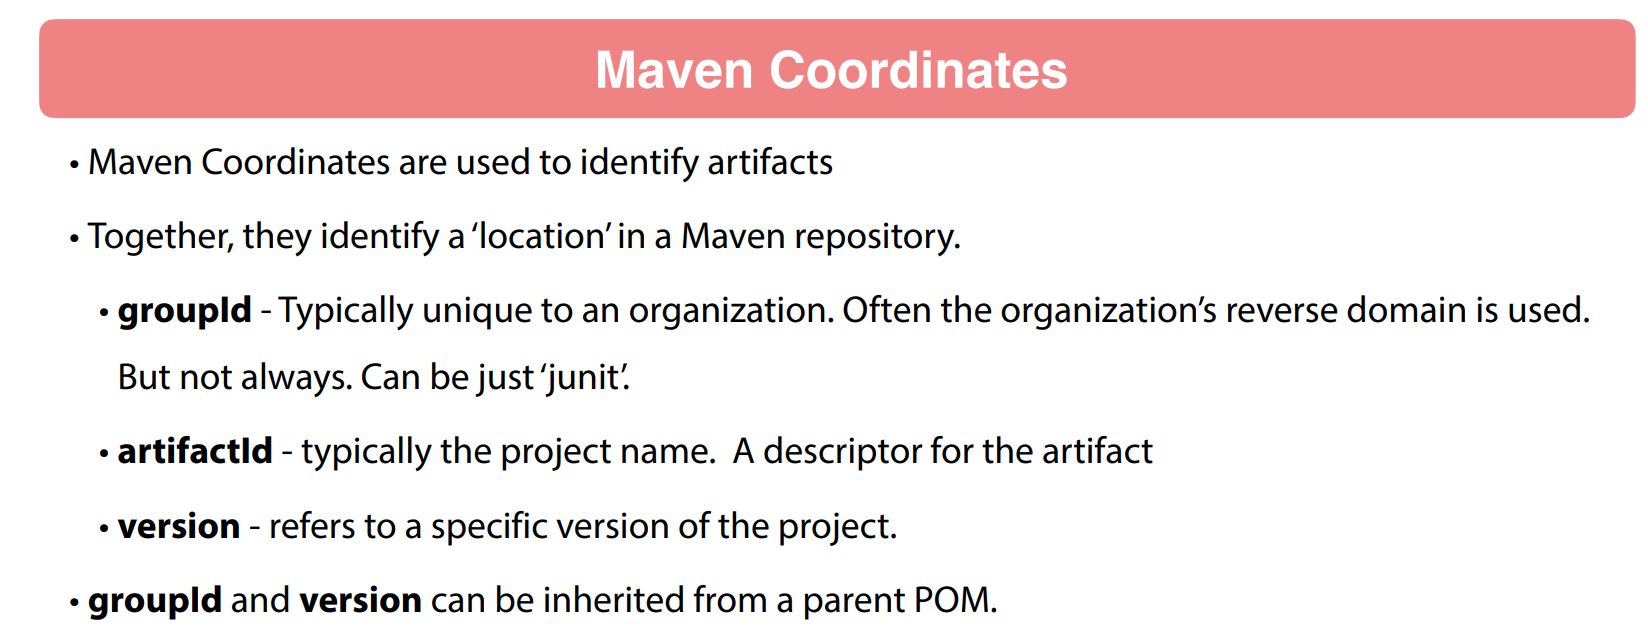 Maven Coordinates
• Maven Coordinates are used to identify artifacts
• Together, they identify a ‘location’ in a Maven repository.
• groupId - Typically unique to an organization. Often the organization’s reverse domain is used.
But not always. Can be just ‘junit’.
• artifactId - typically the project name.  A descriptor for the artifact
• version - refers to a specific version of the project.
• groupId and version can be inherited from a parent POM.